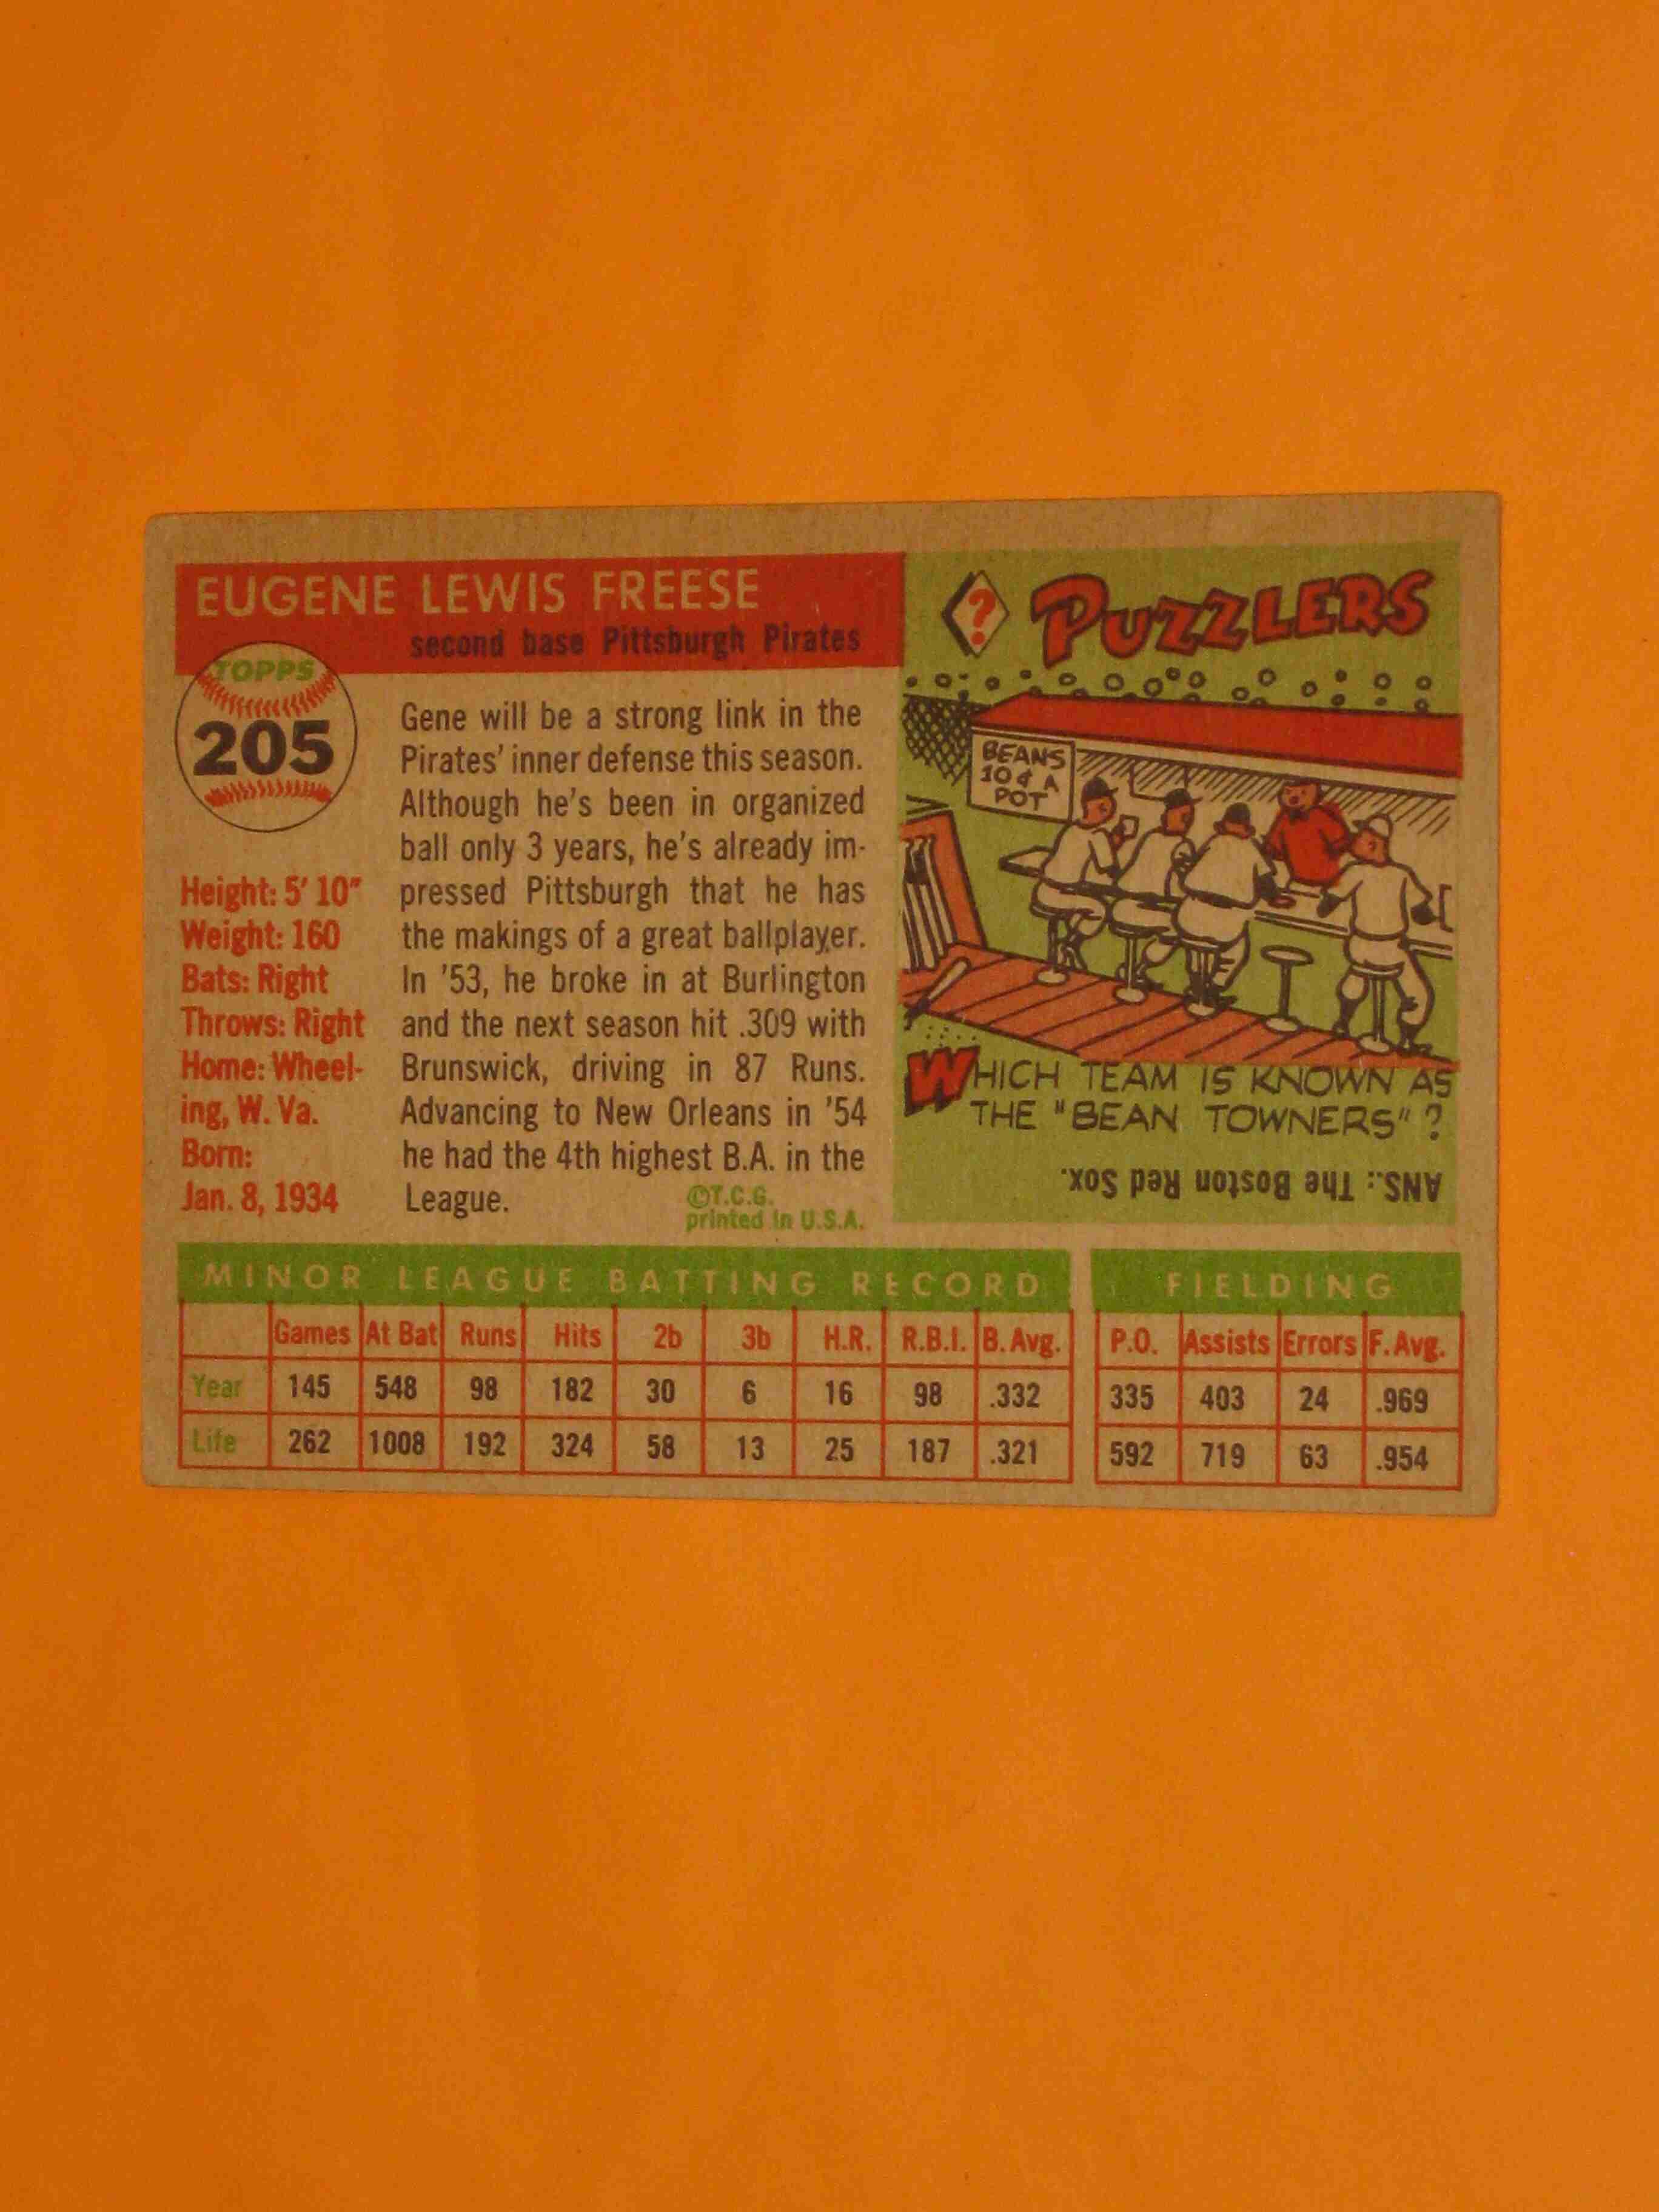 EUGENE LEWIS FREESE
second base Pittsburgh Pirates
TOPPS
205
Height: 5' 10"
Weight: 160
Bats: Right
Throws: Right
Home: Wheel-
ing, W. Va.
Born:
Jan. 8, 1934
Gene will be a strong link in the
Pirates' inner defense this season.
Although he's been in organized
ball only 3 years, he's already im-
pressed Pittsburgh that he has
the makings of a great ballplayer.
In '53, he broke in at Burlington
and the next season hit .309 with
Brunswick, driving in 87 Runs.
Advancing to New Orleans in '54
he had the 4th highest B.A. in the
League.
©T.C.G.
printed in U.S.A.
? PUZZLERS
BEANS
10¢ A
POT
WHICH TEAM IS KNOWN AS
THE "BEAN TOWNERS"?
ANS.: The Boston Red Sox.
MINOR LEAGUE BATTING RECORD
Games At Bat Runs Hits 2b 3b H.R. R.B.I. B. Avg.
Year 145 548 98 182 30 6 16 98 .332
Life 262 1008 192 324 58 13 25 187 .321
FIELDING
P.O. Assists Errors F. Avg.
335 403 24 .969
592 719 63 .954